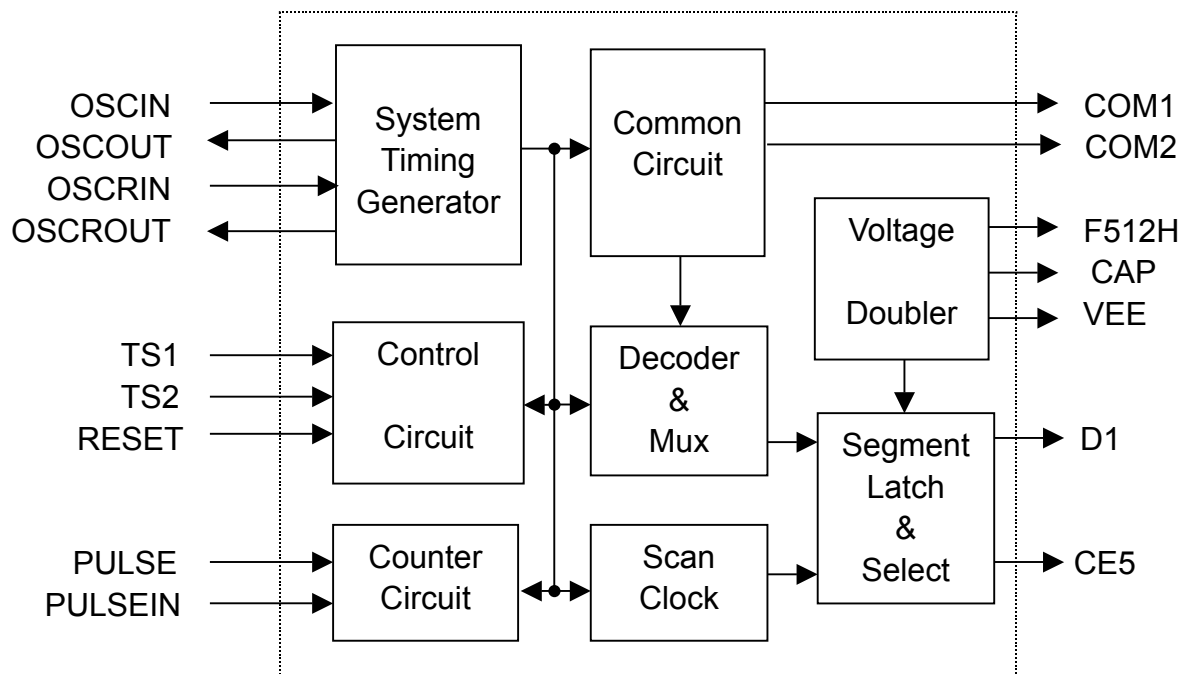 OSCIN
OSCOUT
OSCRIN
OSCROUT
System
Timing
Generator
Common
Circuit
COM1
COM2
Voltage
Doubler
F512H
CAP
VEE
TS1
TS2
RESET
Control
Circuit
Decoder
&
Mux
Segment
Latch
&
Select
D1
CE5
PULSE
PULSEIN
Counter
Circuit
Scan
Clock